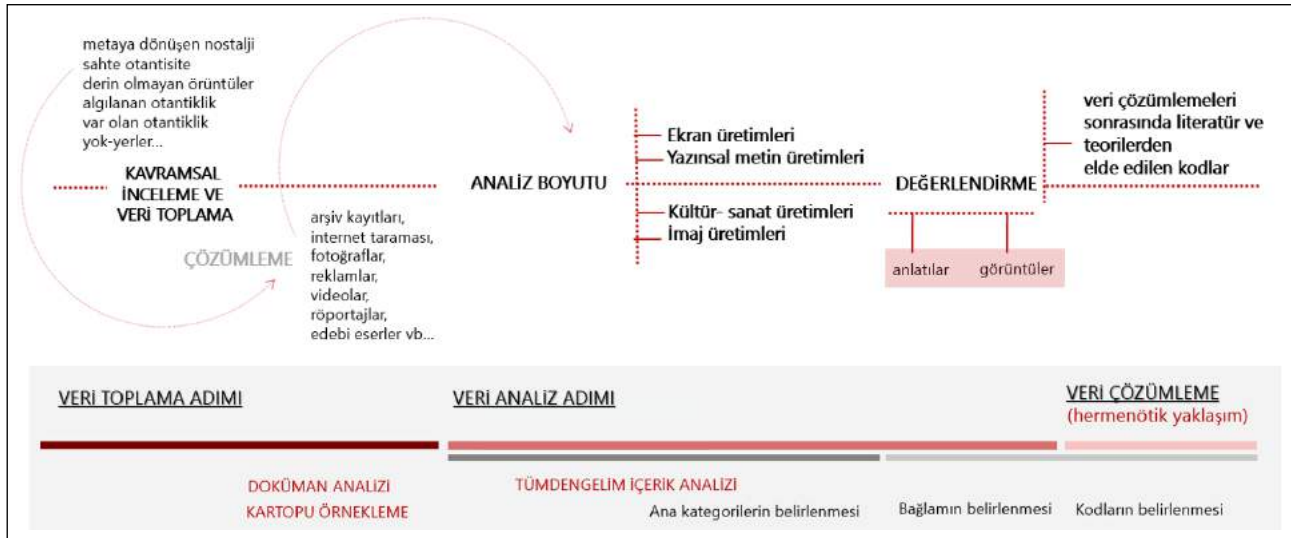 metaya dönüşen nostalji
sahte otantisite
derin olmayan örüntüler
algılanan otantiklik
var olan otantiklik
yok-yerler...
KAVRAMSAL
İNCELEME VE
VERİ TOPLAMA
ÇÖZÜMLEME
arşiv kayıtları,
internet taraması,
fotoğraflar,
reklamlar,
videolar,
röportajlar,
edebi eserler vb...
ANALİZ BOYUTU
Ekran üretimleri
Yazınsal metin üretimleri
Kültür- sanat üretimleri
İmaj üretimleri
DEĞERLENDİRME
anlatılar
görüntüler
veri çözümlemeleri
sonrasında literatür ve
teorilerden
elde edilen kodlar
VERİ TOPLAMA ADIMI
VERİ ANALİZ ADIMI
VERİ ÇÖZÜMLEME
(hermenötik yaklaşım)
DOKÜMAN ANALİZİ
KARTOPU ÖRNEKLEME
TÜMDENGELİM İÇERİK ANALİZİ
Ana kategorilerin belirlenmesi
Bağlamın belirlenmesi
Kodların belirlenmesi